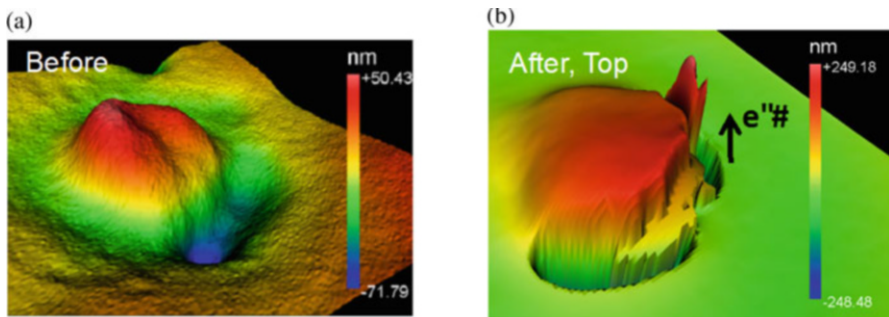 (a)
Before
nm
+50.43
-71.79
(b)
After, Top
nm
+249.18
e"#
-248.48